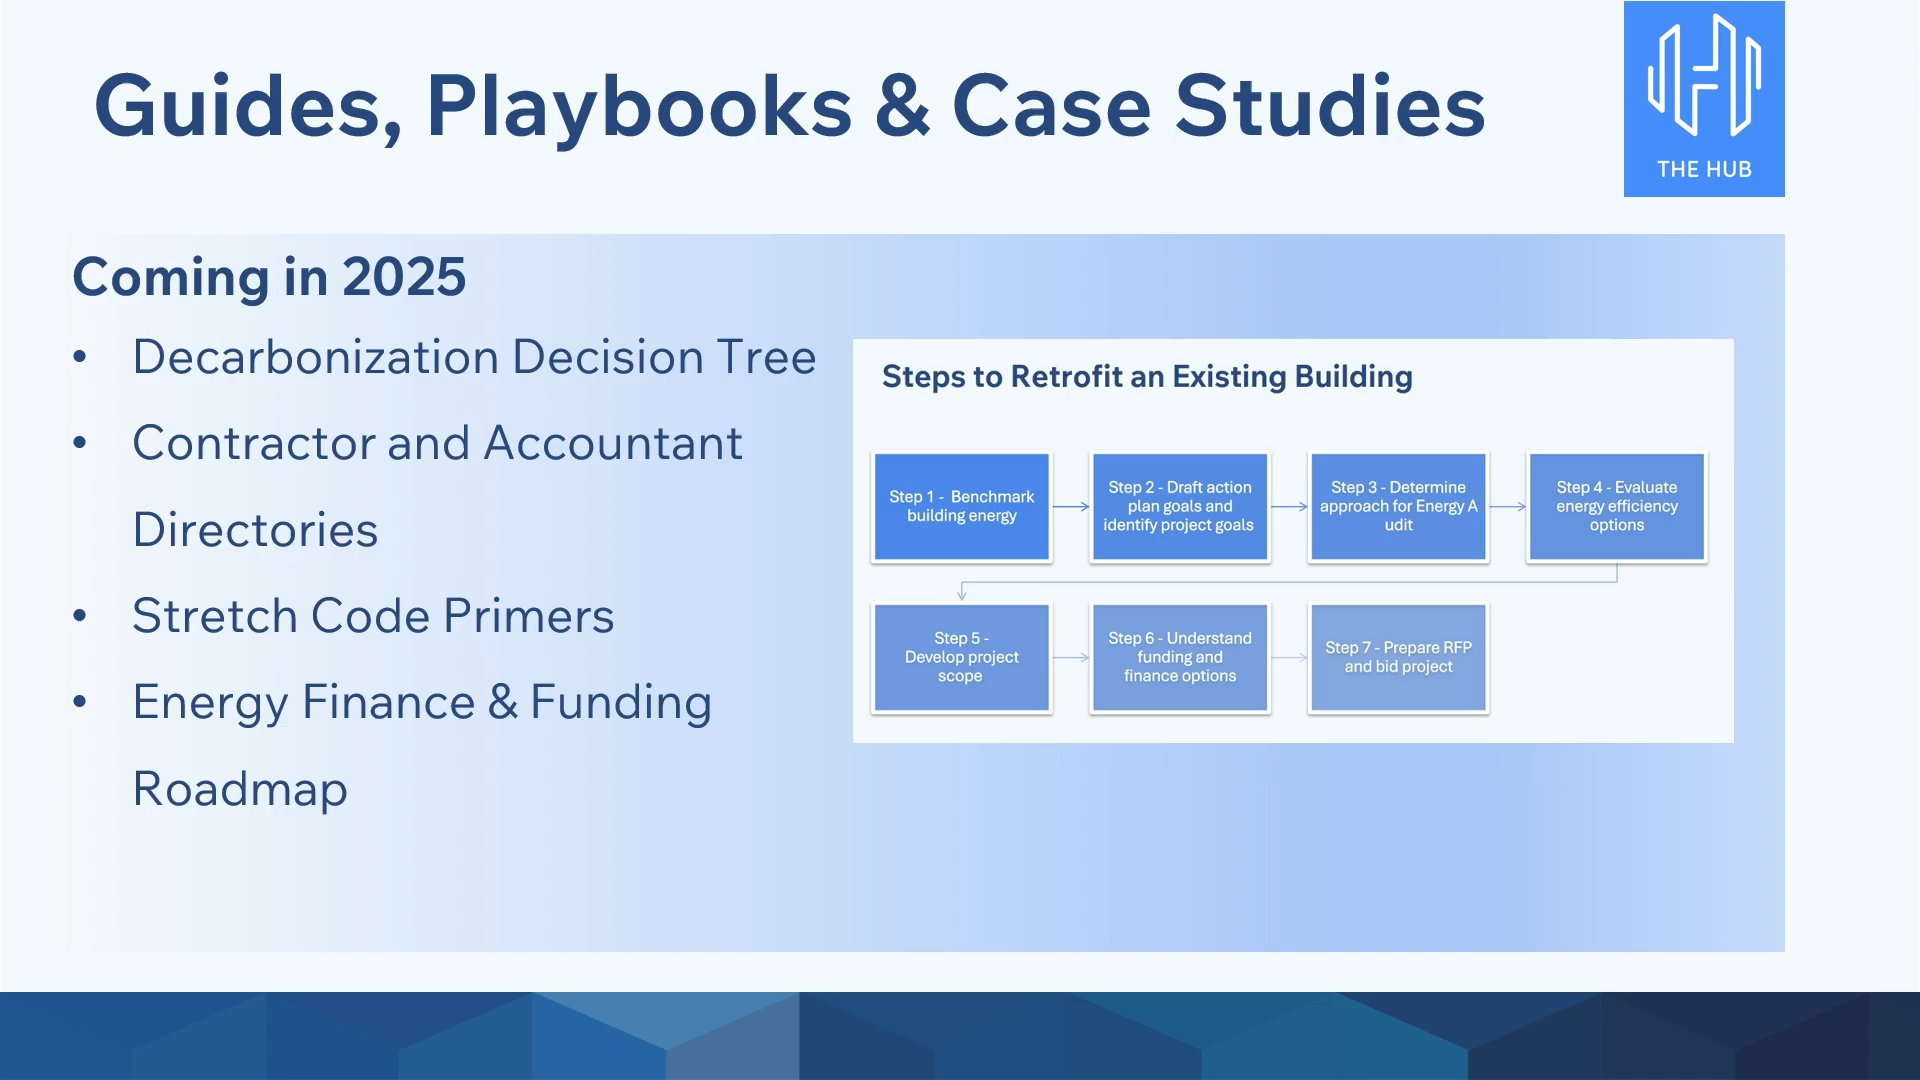 Guides, Playbooks & Case Studies
THE HUB
Coming in 2025
• Decarbonization Decision Tree
• Contractor and Accountant
Directories
• Stretch Code Primers
• Energy Finance & Funding
Roadmap
Steps to Retrofit an Existing Building
Step 1 - Benchmark
building energy
Step 2 - Draft action
plan goals and
identify project goals
Step 3 - Determine
approach for Energy A
udit
Step 4 - Evaluate
energy efficiency
options
Step 5 -
Develop project
scope
Step 6 - Understand
funding and
finance options
Step 7 - Prepare RFP
and bid project